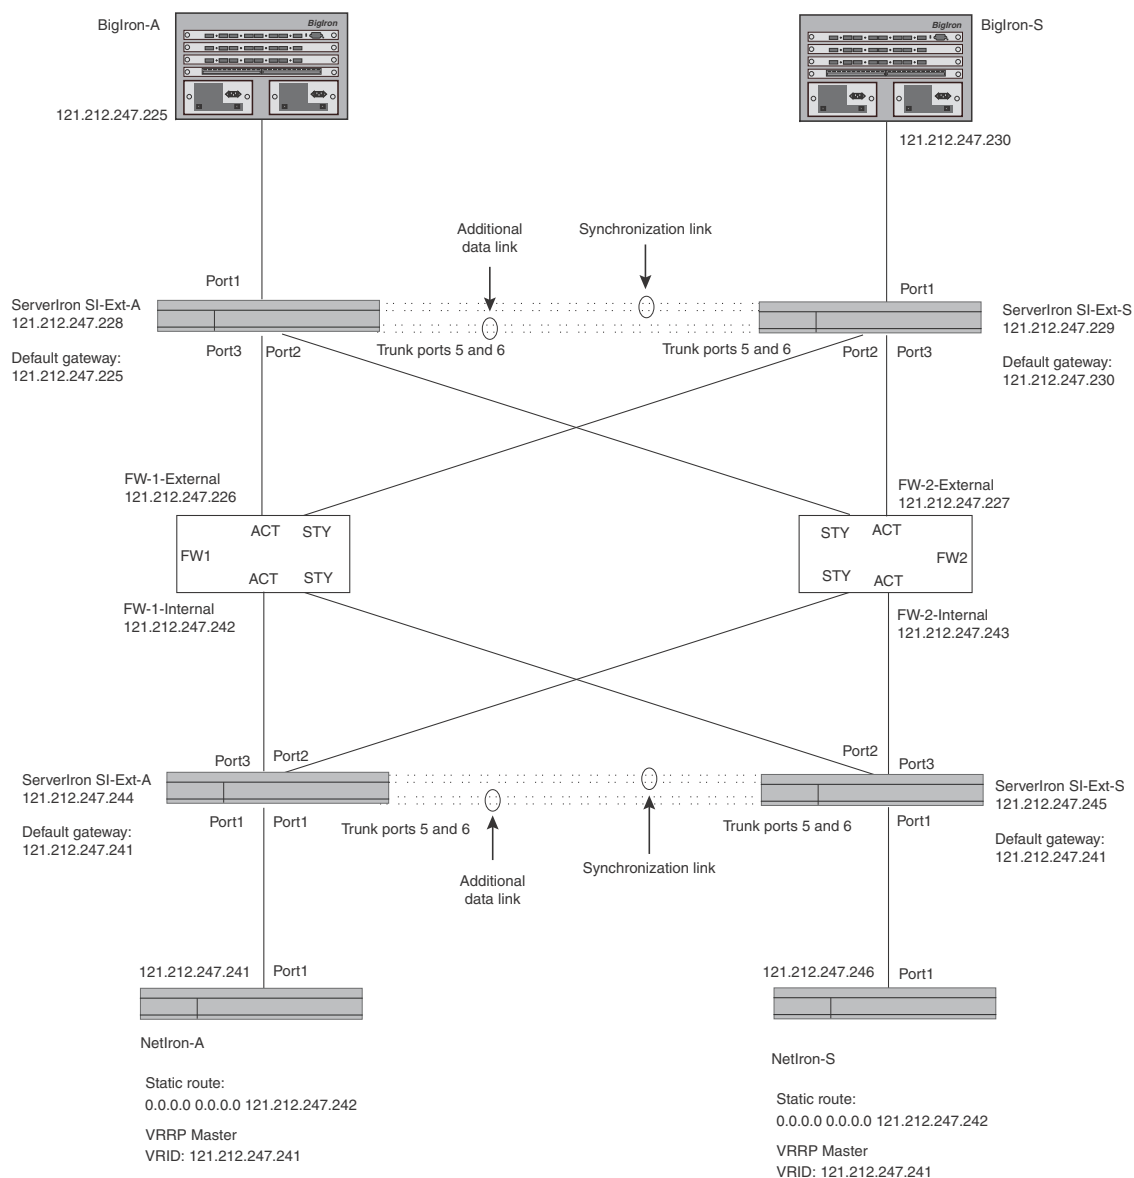 BigIron-A
BigIron
BigIron
BigIron-S
121.212.247.225
121.212.247.230
Additional
data link
Synchronization link
Port1
Port1
ServerIron SI-Ext-A
121.212.247.228
ServerIron SI-Ext-S
121.212.247.229
Default gateway:
121.212.247.225
Port3
Port2
Trunk ports 5 and 6
Trunk ports 5 and 6
Port2
Port3
Default gateway:
121.212.247.230
FW-1-External
121.212.247.226
FW-2-External
121.212.247.227
ACT
STY
STY
ACT
FW1
FW2
ACT
STY
STY
ACT
FW-1-Internal
121.212.247.242
FW-2-Internal
121.212.247.243
Port3
Port2
Port2
Port3
ServerIron SI-Ext-A
121.212.247.244
ServerIron SI-Ext-S
121.212.247.245
Default gateway:
121.212.247.241
Port1
Port1
Trunk ports 5 and 6
Trunk ports 5 and 6
Port1
Default gateway:
121.212.247.241
Additional
data link
Synchronization link
121.212.247.241
Port1
121.212.247.246
Port1
NetIron-A
NetIron-S
Static route:
0.0.0.0 0.0.0.0 121.212.247.242
VRRP Master
VRID: 121.212.247.241
Static route:
0.0.0.0 0.0.0.0 121.212.247.242
VRRP Master
VRID: 121.212.247.241